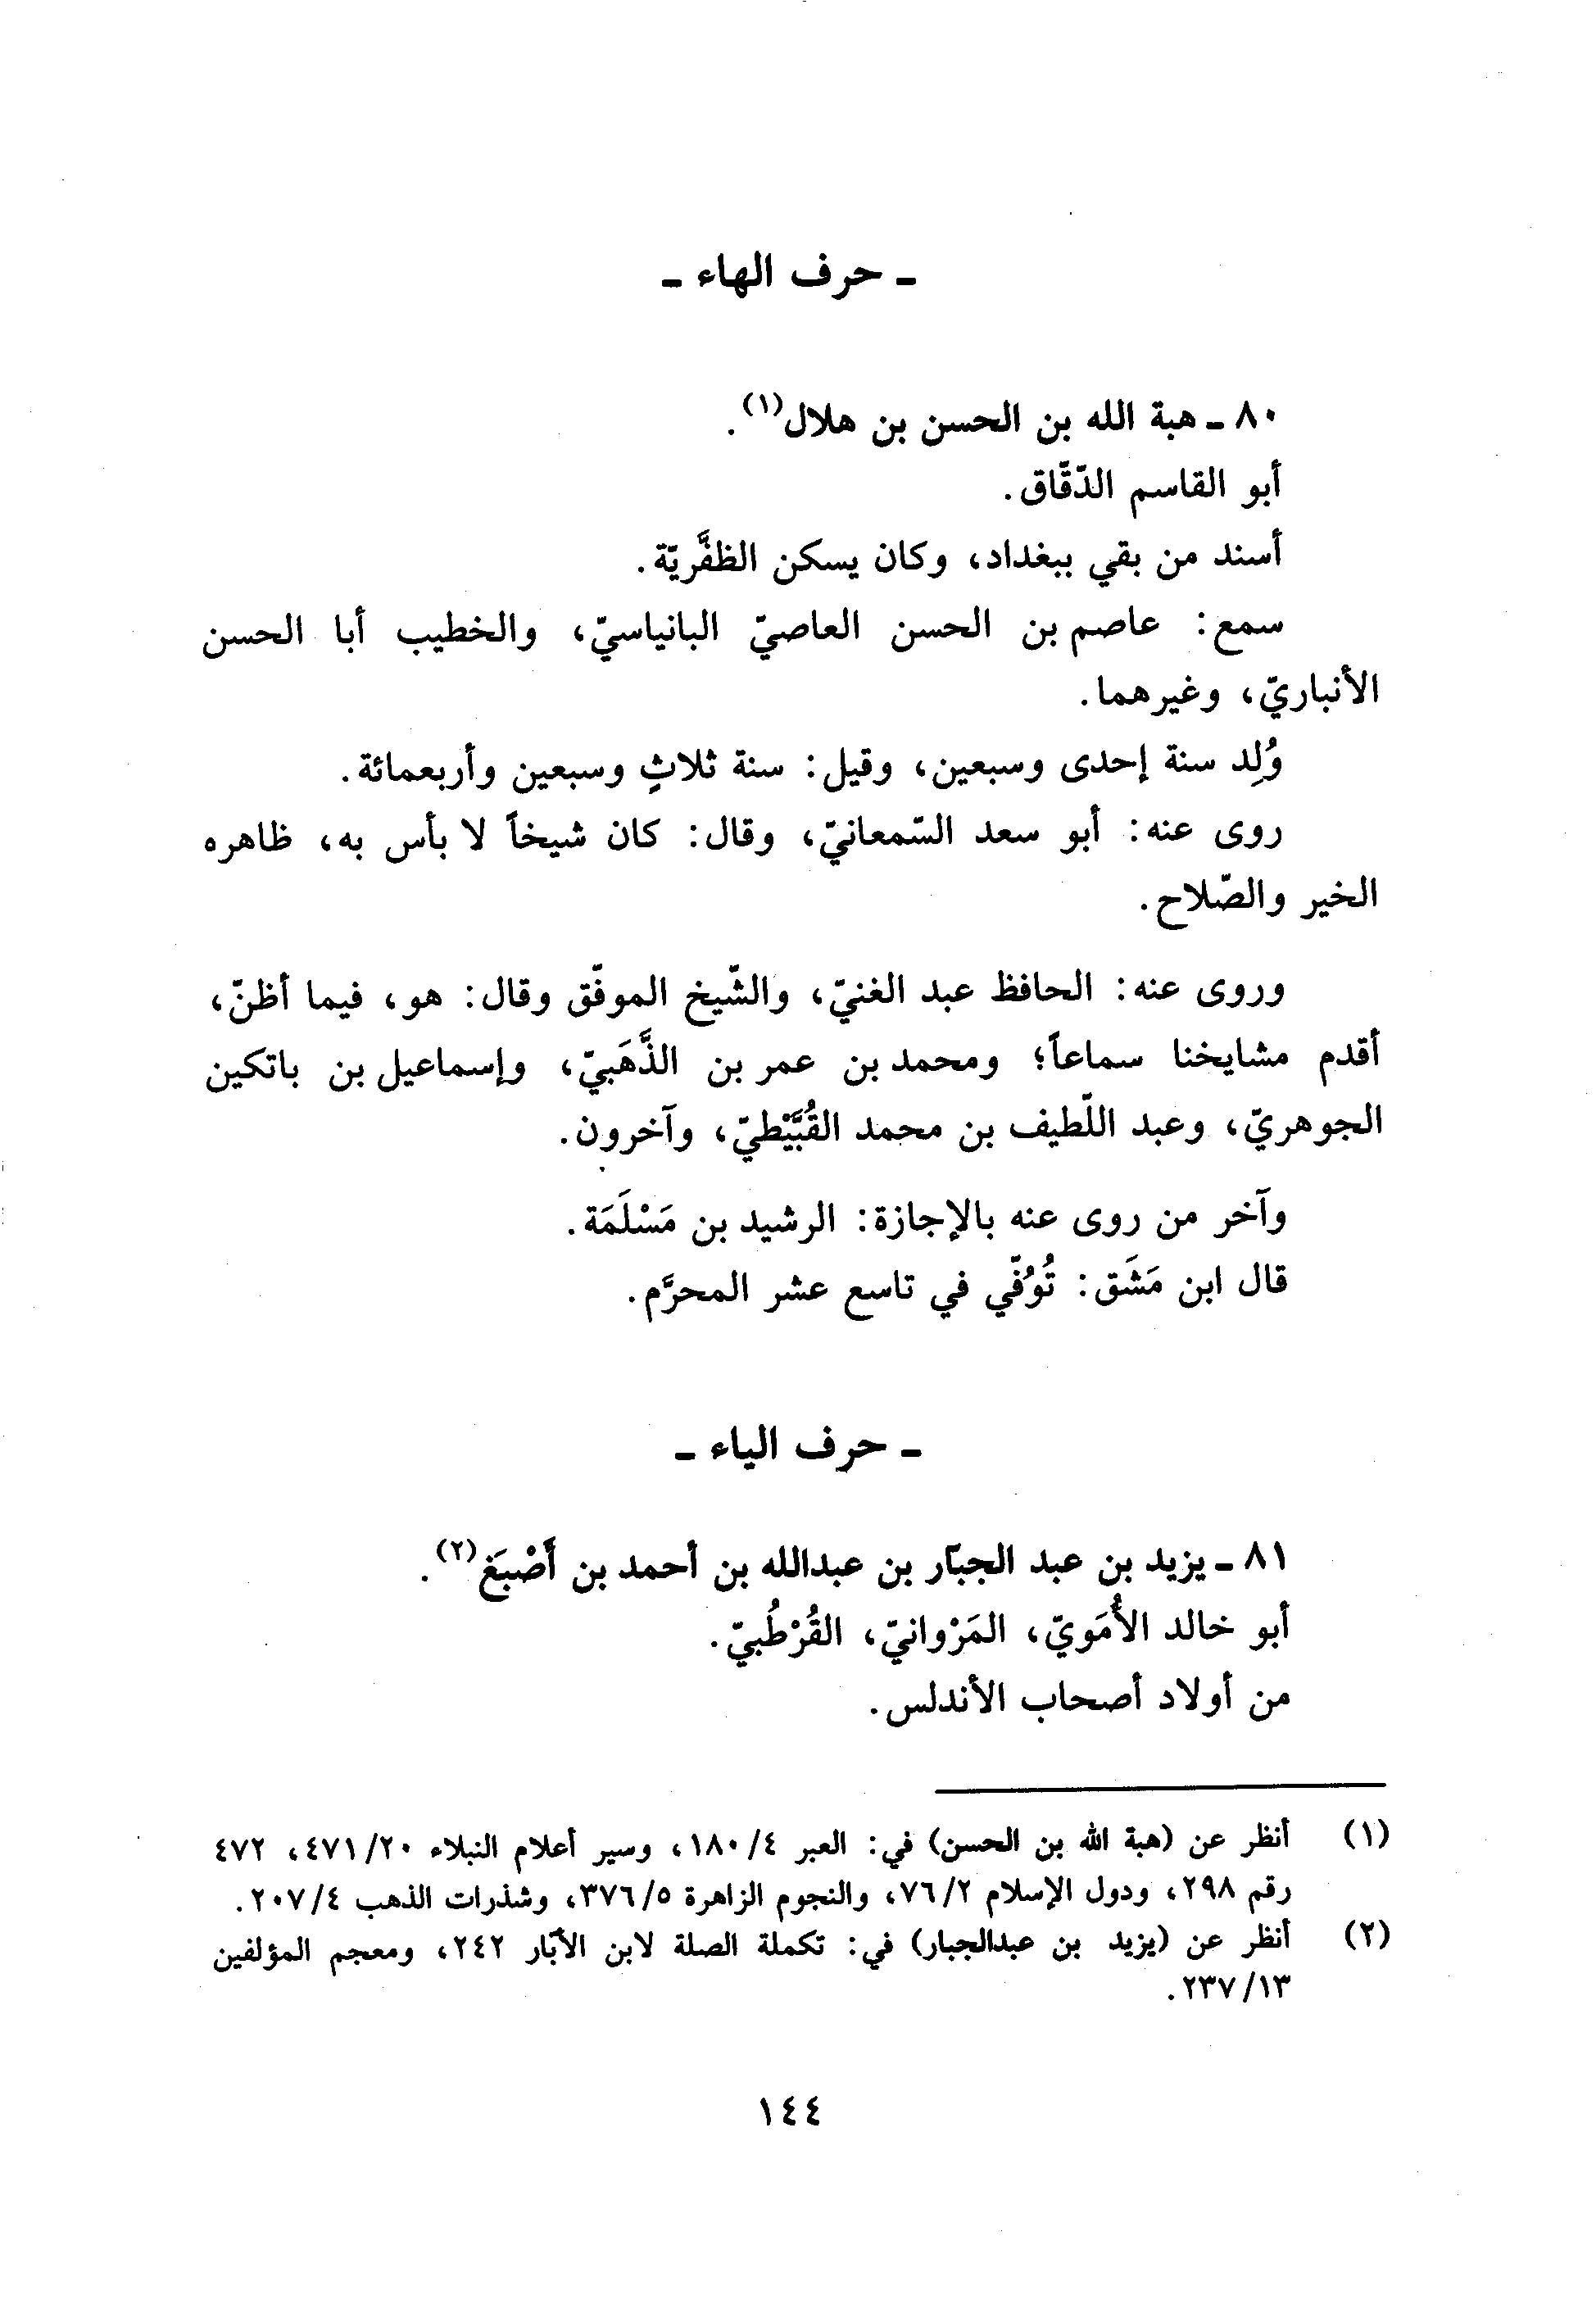 ـ حرف الهاء ـ
٨٠ ـ هبة الله بن الحسن بن هلال(١).
أبو القاسم الدّقّاق.
أسند من بقي ببغداد، وكان يسكن الظفَّريّة.
سمع: عاصم بن الحسن العاصيّ البانياسيّ، والخطيب أبا الحسن
الأنباريّ، وغيرهما.
وُلِد سنة إحدى وسبعين، وقيل: سنة ثلاثٍ وسبعين وأربعمائة.
روى عنه: أبو سعد السّمعانيّ، وقال: كان شيخاً لا بأس به، ظاهره
الخير والصّلاح.
وروى عنه: الحافظ عبد الغنيّ، والشّيخ الموفّق وقال: هو، فيما أظنّ،
أقدم مشايخنا سماعاً؛ ومحمد بن عمر بن الذَّهَبيّ، وإسماعيل بن باتكين
الجوهريّ، وعبد اللّطيف بن محمد القُبَّيْطيّ، وآخرون.
وآخر من روى عنه بالإجازة: الرشيد بن مَسْلَمَة.
قال ابن مَشَق: تُوُفّي في تاسع عشر المحرَّم.
ـ حرف الياء ـ
٨١ ـ يزيد بن عبد الجبّار بن عبدالله بن أحمد بن أَصْبَغ(٢).
أبو خالد الأُمَويّ، المَرْوانيّ، القُرْطُبيّ.
من أولاد أصحاب الأندلس.
(١) أنظر عن (هبة الله بن الحسن) في: العبر ١٨٠/٤، وسير أعلام النبلاء ٤٧١/٢٠، ٤٧٢
رقم ٢٩٨، ودول الإسلام ٧٦/٢، والنجوم الزاهرة ٣٧٦/٥، وشذرات الذهب ٢٠٧/٤.
(٢) أنظر عن (يزيد بن عبدالجبار) في: تكملة الصلة لابن الأبّار ٢٤٢، ومعجم المؤلفين
٢٣٧/١٣.
١٤٤